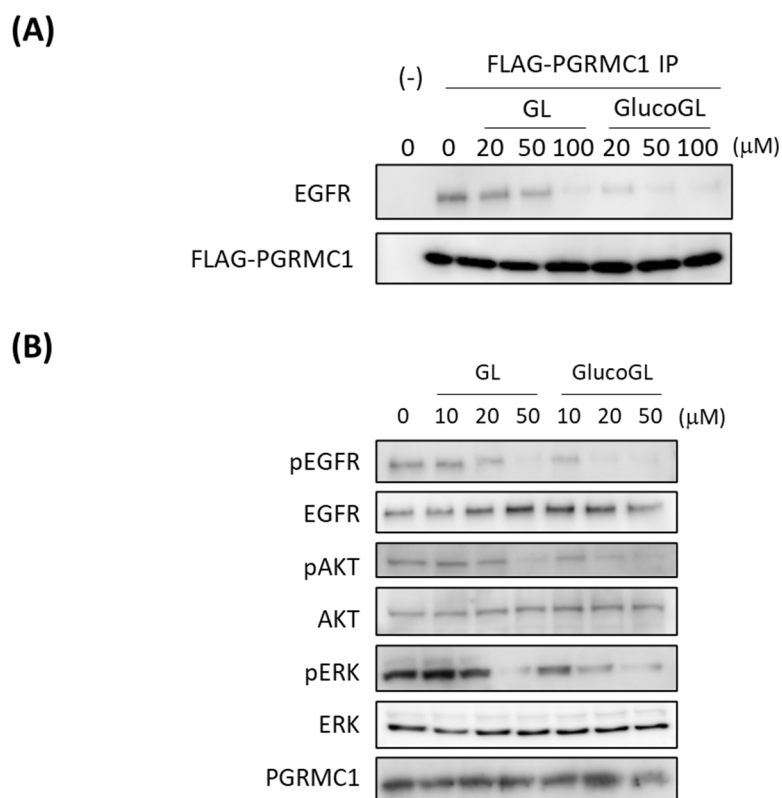 (A)
FLAG-PGRMC1 IP
(-)
GL GlucoGL
0 0 20 50 100 20 50 100 (μM)
EGFR
FLAG-PGRMC1
(B)
GL GlucoGL
0 10 20 50 10 20 50 (μM)
pEGFR
EGFR
pAKT
AKT
pERK
ERK
PGRMC1